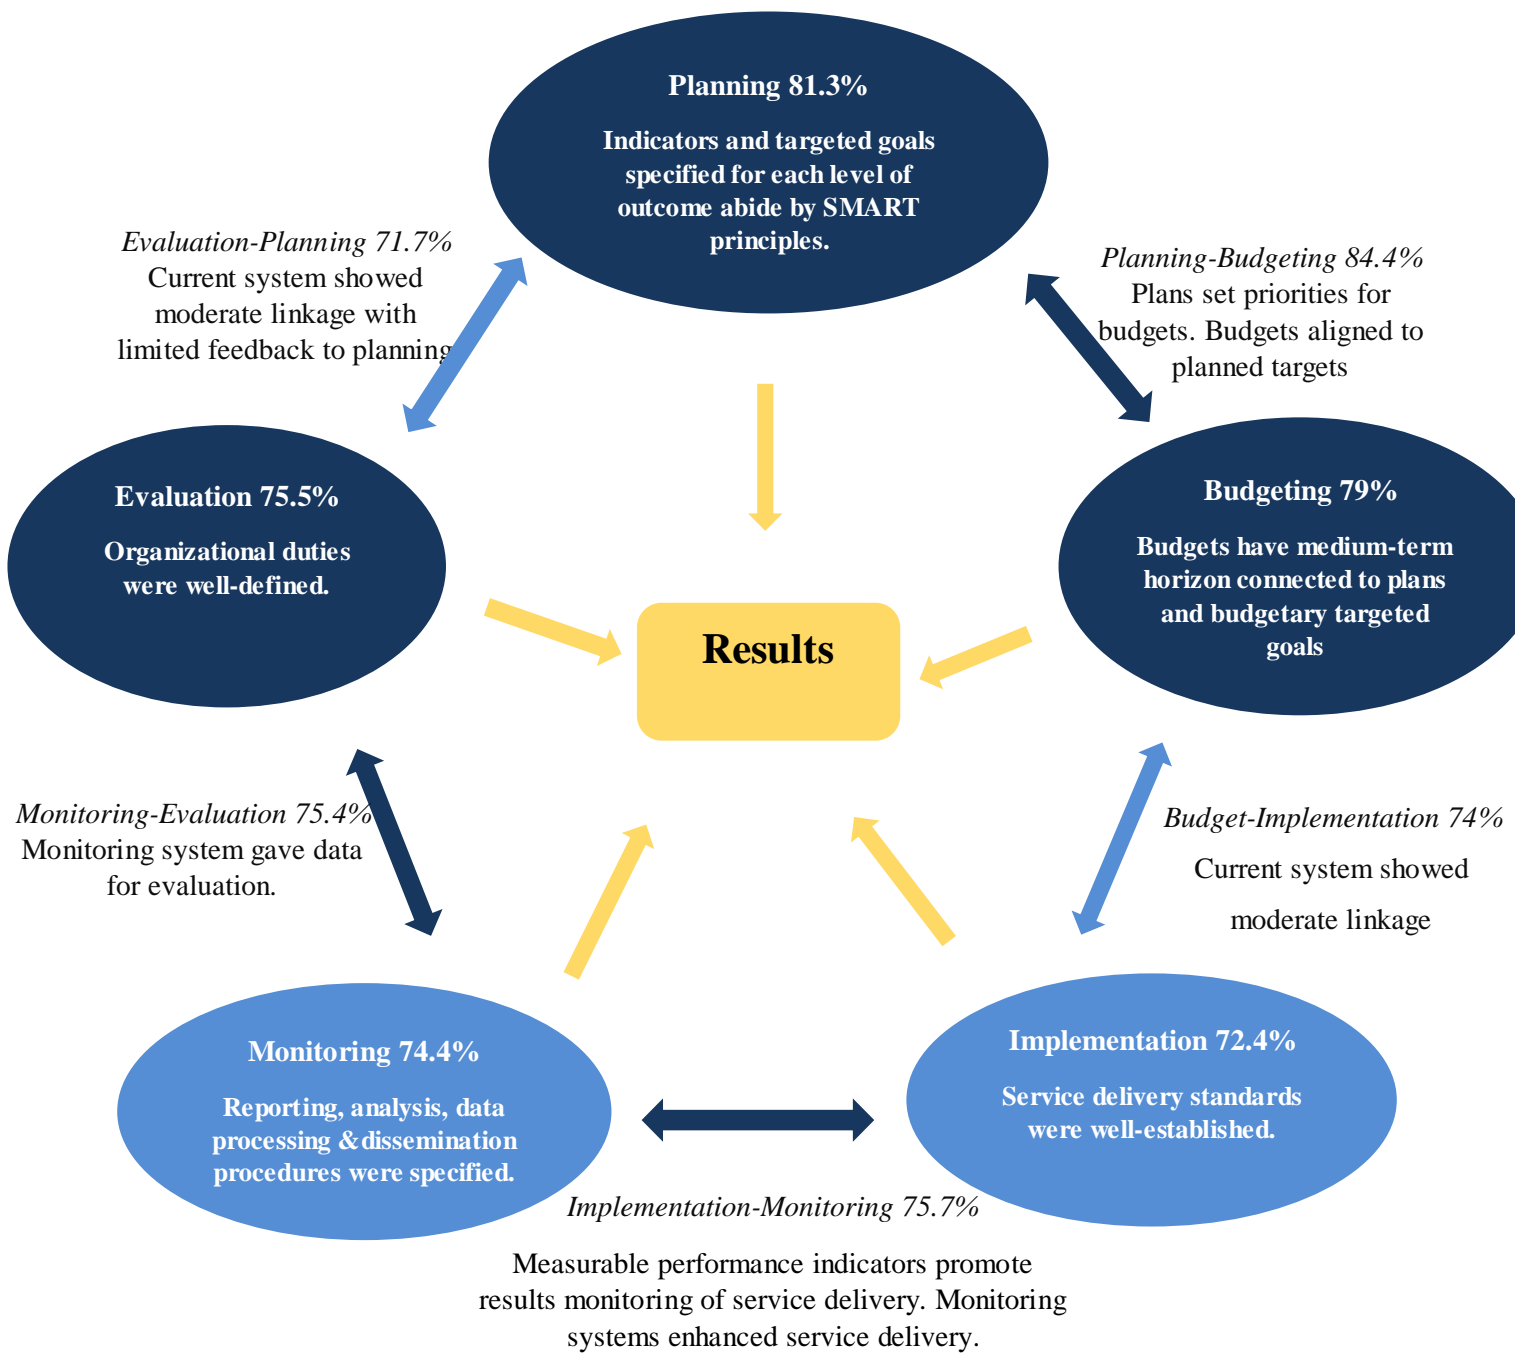 Planning 81.3%
Indicators and targeted goals
specified for each level of
outcome abide by SMART
principles.
Evaluation-Planning 71.7%
Current system showed
moderate linkage with
limited feedback to planning
Planning-Budgeting 84.4%
Plans set priorities for
budgets. Budgets aligned to
planned targets
Evaluation 75.5%
Organizational duties
were well-defined.
Budgeting 79%
Budgets have medium-term
horizon connected to plans
and budgetary targeted
goals
Results
Monitoring-Evaluation 75.4%
Monitoring system gave data
for evaluation.
Budget-Implementation 74%
Current system showed
moderate linkage
Monitoring 74.4%
Reporting, analysis, data
processing &dissemination
procedures were specified.
Implementation 72.4%
Service delivery standards
were well-established.
Implementation-Monitoring 75.7%
Measurable performance indicators promote
results monitoring of service delivery. Monitoring
systems enhanced service delivery.